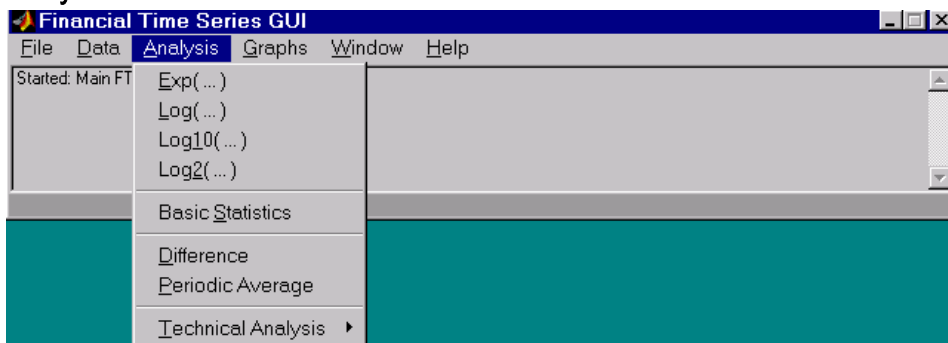 Financial Time Series GUI
File Data Analysis Graphs Window Help
Started: Main FT
Exp(...)
Log(...)
Log10(...)
Log2(...)
Basic Statistics
Difference
Periodic Average
Technical Analysis